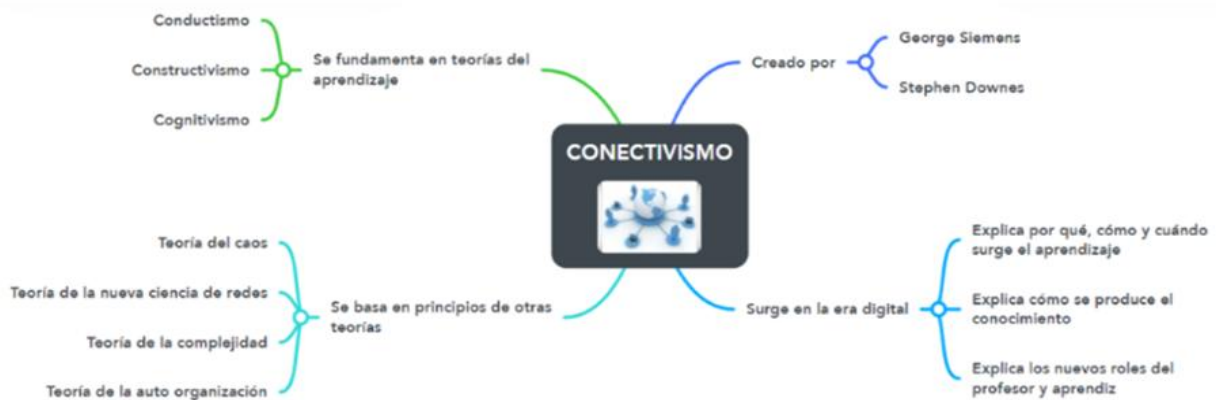 CONECTIVISMO
Se fundamenta en teorías del
aprendizaje
Conductismo
Constructivismo
Cognitivismo
Creado por
George Siemens
Stephen Downes
Se basa en principios de otras
teorías
Teoría del caos
Teoría de la nueva ciencia de redes
Teoría de la complejidad
Teoría de la auto organización
Surge en la era digital
Explica por qué, cómo y cuándo
surge el aprendizaje
Explica cómo se produce el
conocimiento
Explica los nuevos roles del
profesor y aprendiz